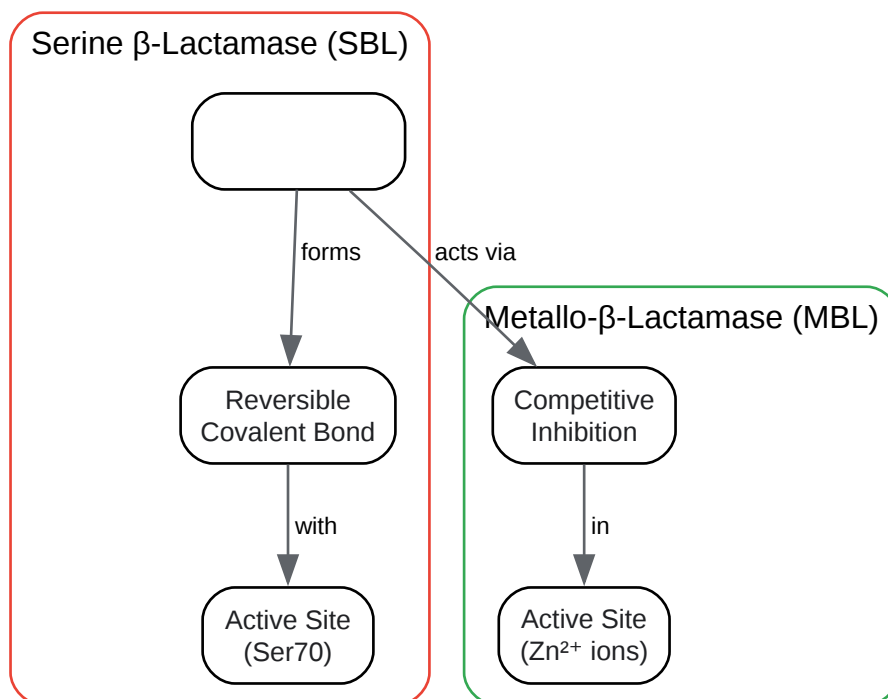 Serine β-Lactamase (SBL)
forms
acts via
Metallo-β-Lactamase (MBL)
Reversible
Covalent Bond
Competitive
Inhibition
with
in
Active Site
(Ser70)
Active Site
(Zn²⁺ ions)